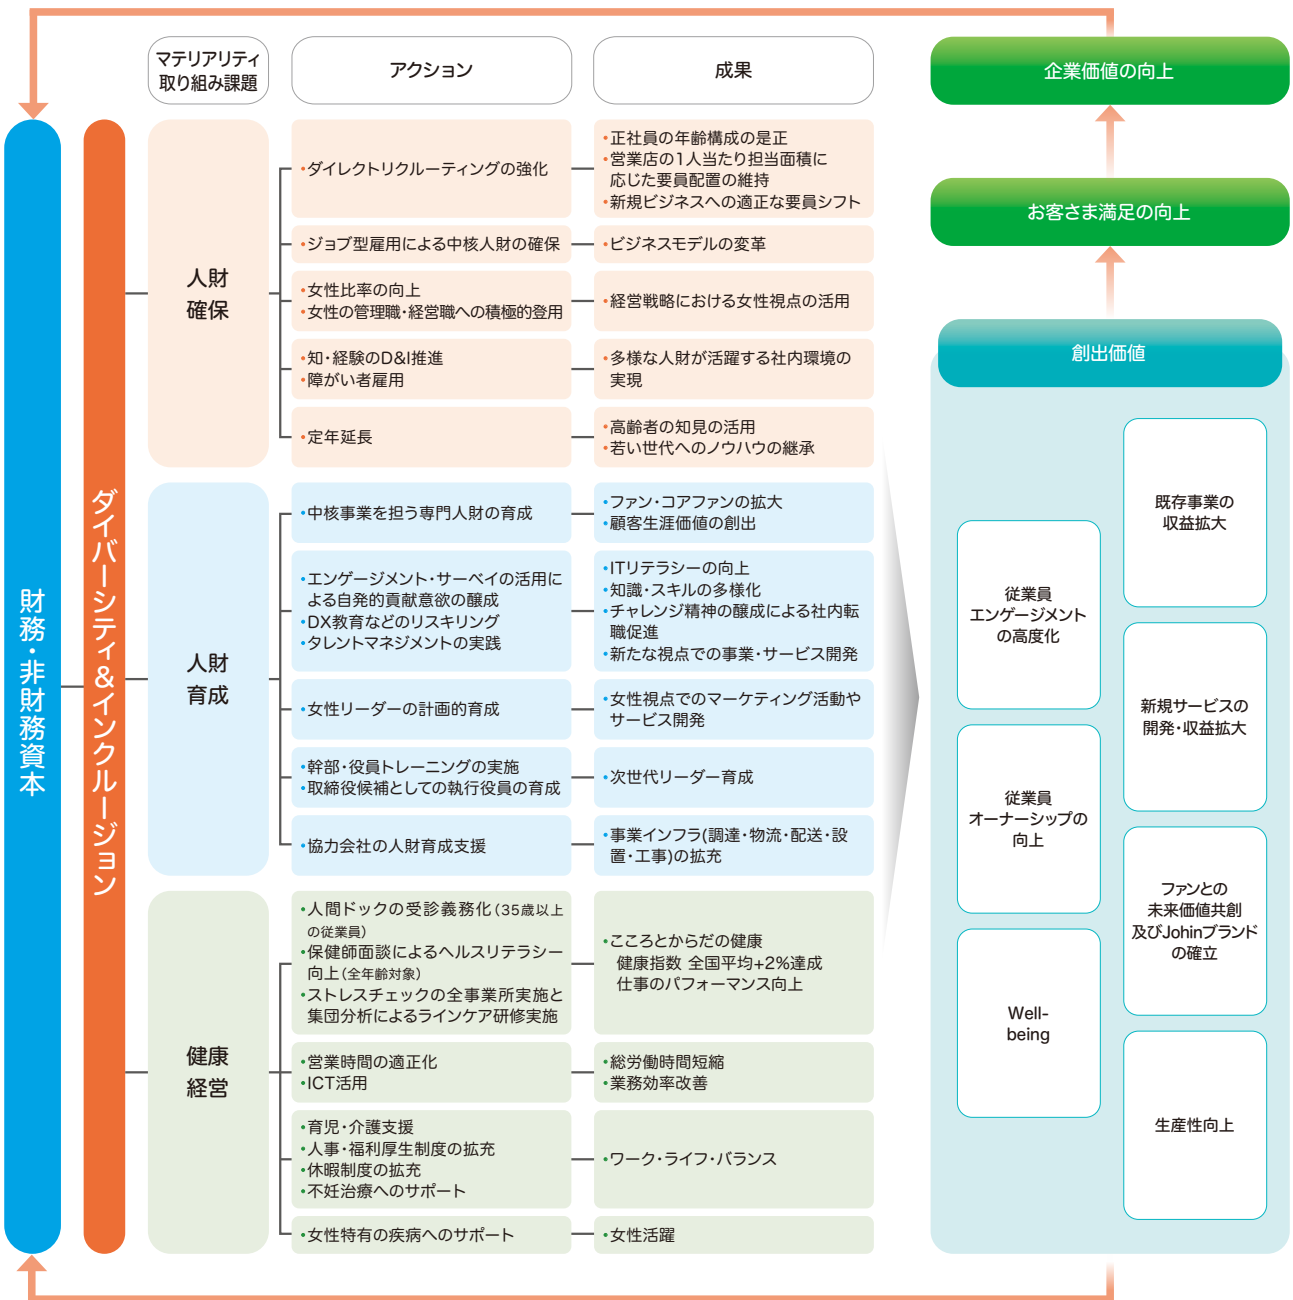 マテリアリティ
取り組み課題
アクション
成果
企業価値の向上
お客さま満足の向上
創出価値
財務・非財務資本
ダイバーシティ&インクルージョン
人財
確保
・ダイレクトリクルーティングの強化
・正社員の年齢構成の是正
・営業店の1人当たり担当面積に
応じた要員配置の維持
・新規ビジネスへの適正な要員シフト
・ジョブ型雇用による中核人財の確保
・ビジネスモデルの変革
・女性比率の向上
・女性の管理職・経営職への積極的登用
・経営戦略における女性視点の活用
・知・経験のD&I推進
・障がい者雇用
・多様な人財が活躍する社内環境の
実現
・定年延長
・高齢者の知見の活用
・若い世代へのノウハウの継承
人財
育成
・中核事業を担う専門人財の育成
・ファン・コアファンの拡大
・顧客生涯価値の創出
・エンゲージメント・サーベイの活用に
よる自発的貢献意欲の醸成
・DX教育などのリスキリング
・タレントマネジメントの実践
・ITリテラシーの向上
・知識・スキルの多様化
・チャレンジ精神の醸成による社内転
職促進
・新たな視点での事業・サービス開発
・女性リーダーの計画的育成
・女性視点でのマーケティング活動や
サービス開発
・幹部・役員トレーニングの実施
・取締役候補としての執行役員の育成
・次世代リーダー育成
・協力会社の人財育成支援
・事業インフラ(調達・物流・配送・設
置・工事)の拡充
健康
経営
・人間ドックの受診義務化(35歳以上
の従業員)
・保健師面談によるヘルスリテラシー
向上(全年齢対象)
・ストレスチェックの全事業所実施と
集団分析によるラインケア研修実施
・こころとからだの健康
健康指数 全国平均+2%達成
仕事のパフォーマンス向上
・営業時間の適正化
・ICT活用
・総労働時間短縮
・業務効率改善
・育児・介護支援
・人事・福利厚生制度の拡充
・休暇制度の拡充
・不妊治療へのサポート
・ワーク・ライフ・バランス
・女性特有の疾病へのサポート
・女性活躍
従業員
エンゲージメント
の高度化
従業員
オーナーシップの
向上
Well-
being
既存事業の
収益拡大
新規サービスの
開発・収益拡大
ファンとの
未来価値共創
及びJohinブランド
の確立
生産性向上